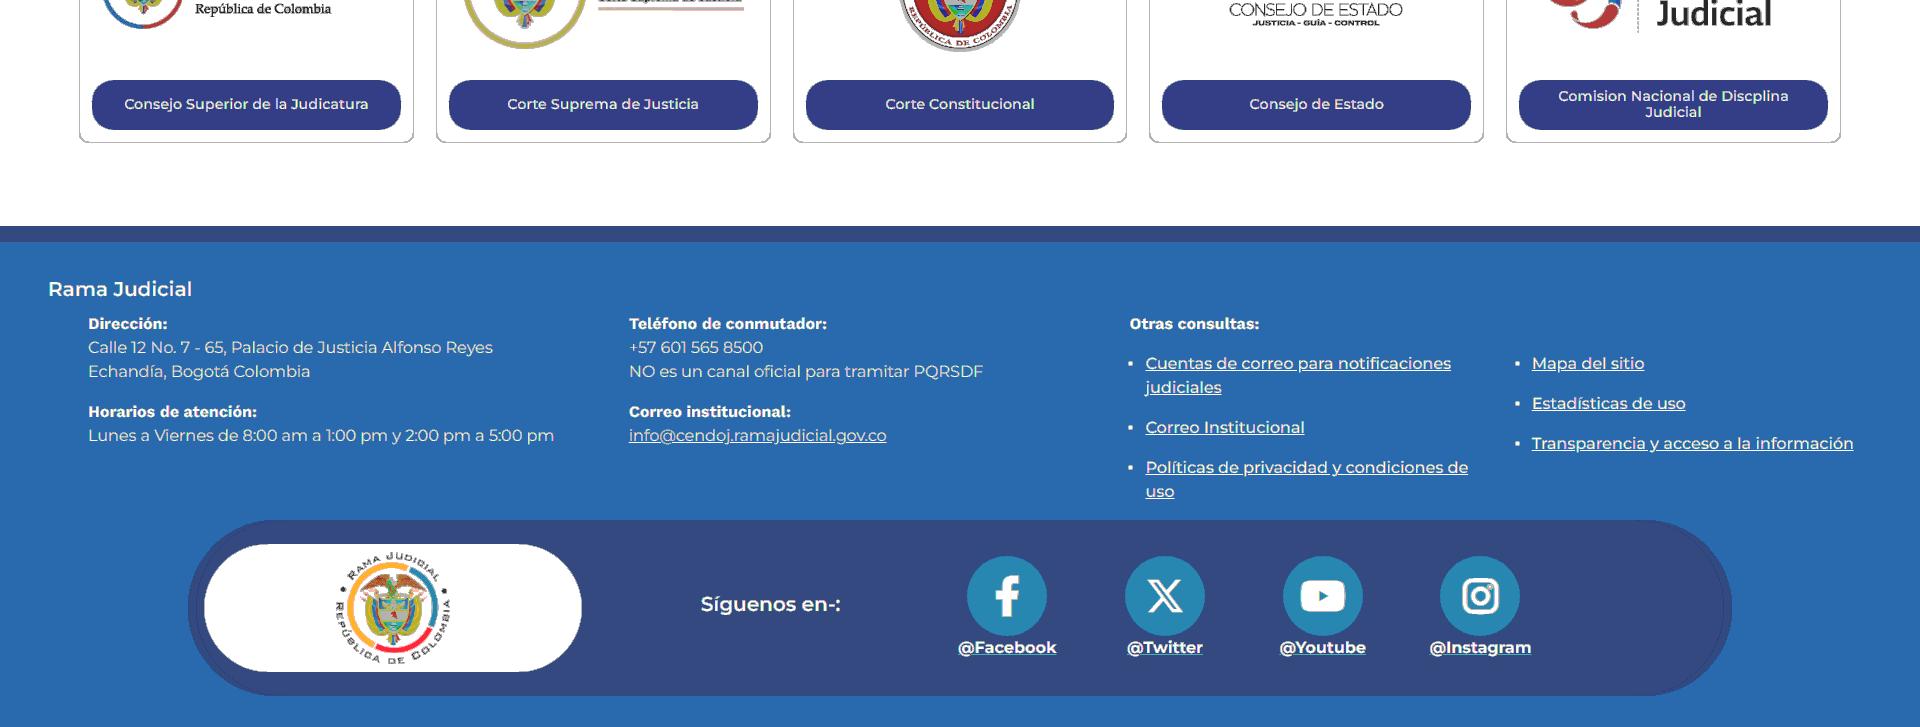 República de Colombia
CONSEJO DE ESTADO
JUSTICIA - GUÍA - CONTROL
Judicial
REPÚBLICA DE COLOMBIA
Consejo Superior de la Judicatura
Corte Suprema de Justicia
Corte Constitucional
Consejo de Estado
Comision Nacional de Discplina
Judicial
Rama Judicial
Dirección:
Calle 12 No. 7 - 65, Palacio de Justicia Alfonso Reyes
Echandía, Bogotá Colombia
Horarios de atención:
Lunes a Viernes de 8:00 am a 1:00 pm y 2:00 pm a 5:00 pm
Teléfono de conmutador:
+57 601 565 8500
NO es un canal oficial para tramitar PQRSDF
Correo institucional:
info@cendoj.ramajudicial.gov.co
Otras consultas:
Cuentas de correo para notificaciones
judiciales
Correo Institucional
Políticas de privacidad y condiciones de
uso
Mapa del sitio
Estadísticas de uso
Transparencia y acceso a la información
RAMA JUDICIAL
REPÚBLICA DE COLOMBIA
Síguenos en-:
@Facebook
@Twitter
@Youtube
@Instagram